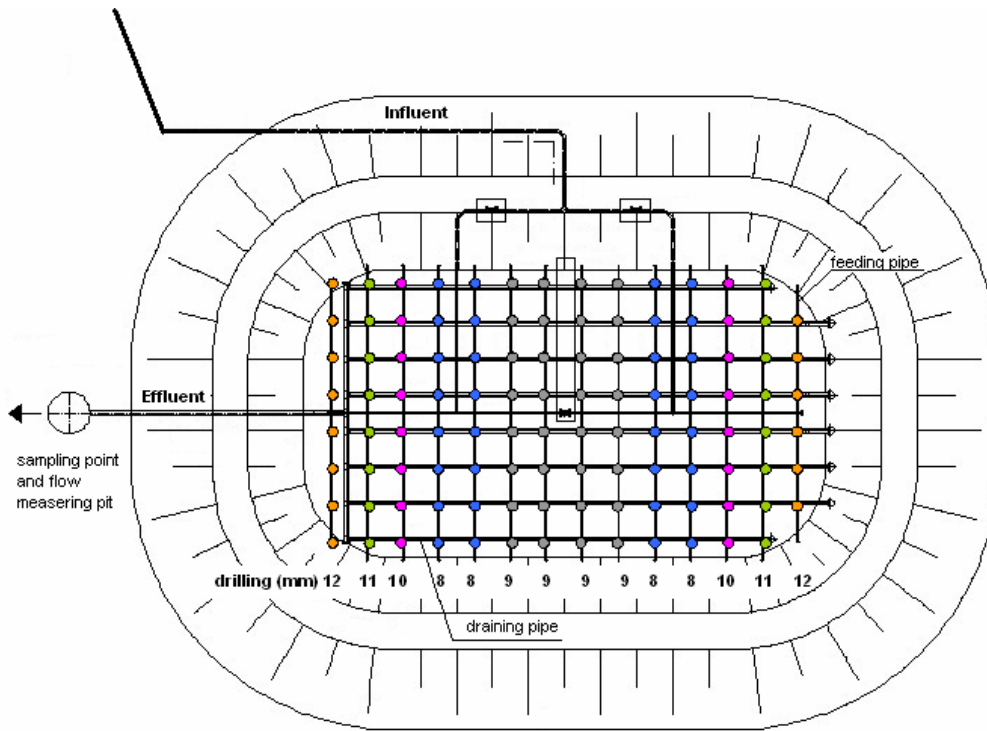 Influent
feeding pipe
Effluent
sampling point
and flow
measering pit
drilling (mm) 12 11 10 8 8 9 9 9 9 8 8 10 11 12
draining pipe